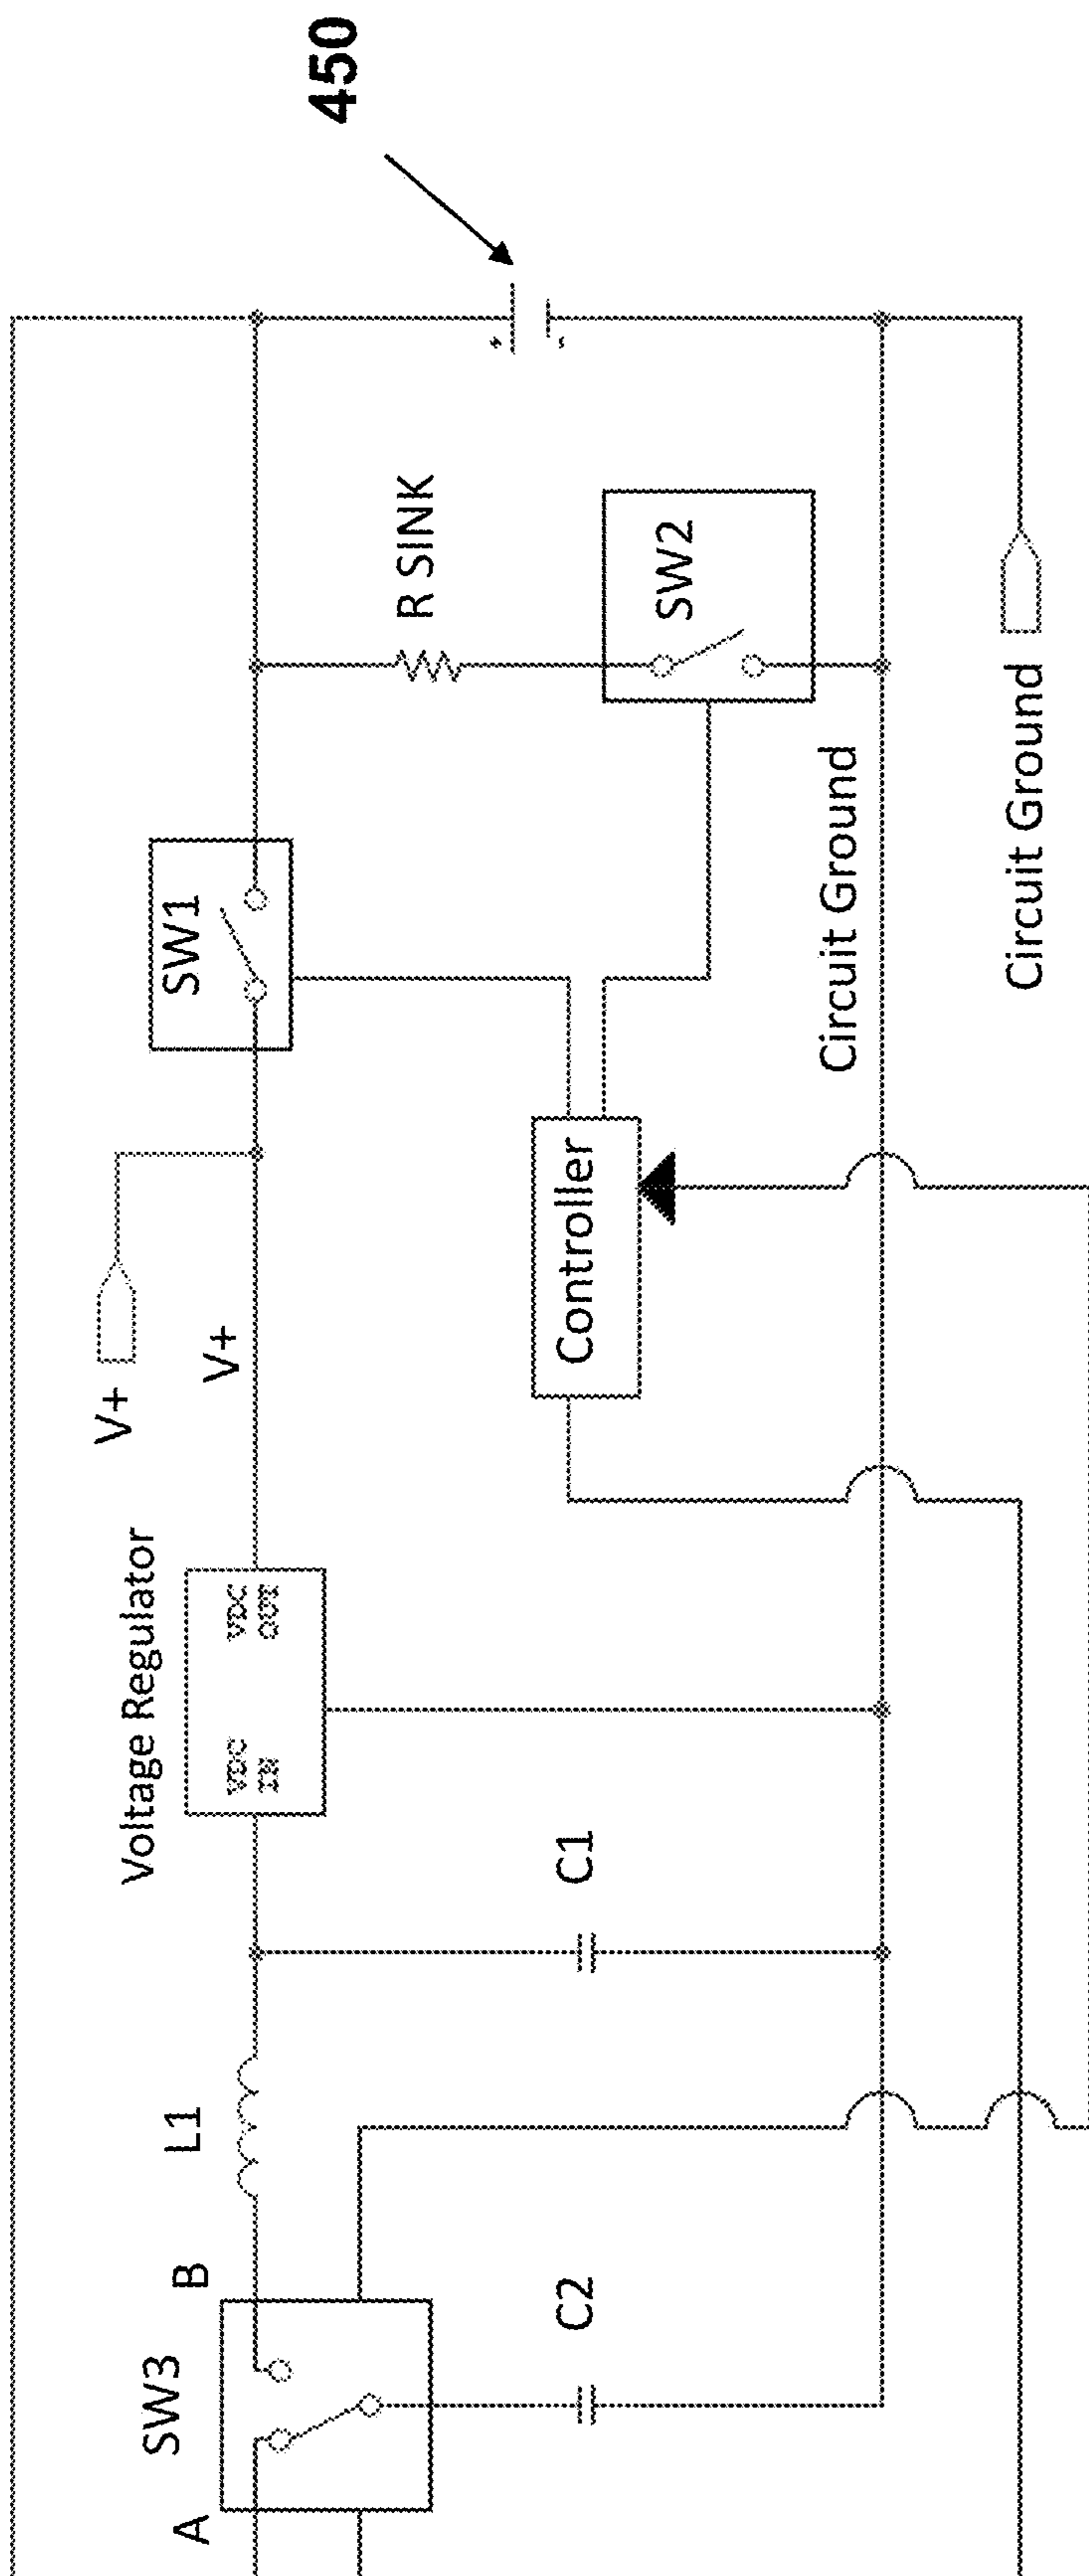 450
R SINK
SW2
SW1
Circuit Ground
Circuit Ground
Controller
V+
V+
Voltage Regulator
VDC
OUT
VDC
IN
C1
L1
B
SW3
C2
A
+
-